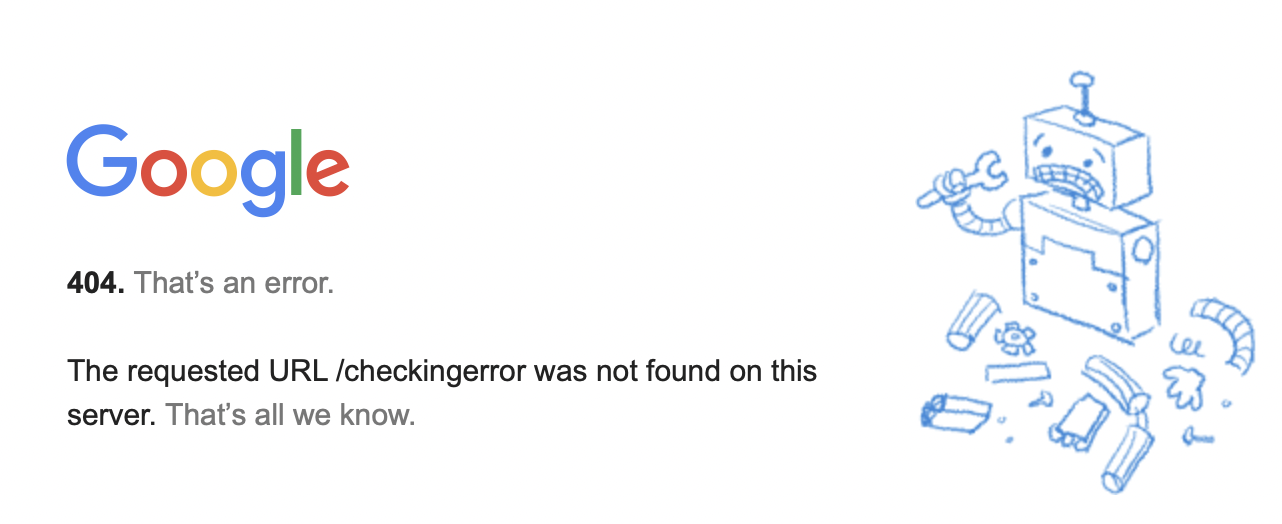 Google
404. That’s an error.
The requested URL /checkingerror was not found on this
server. That’s all we know.